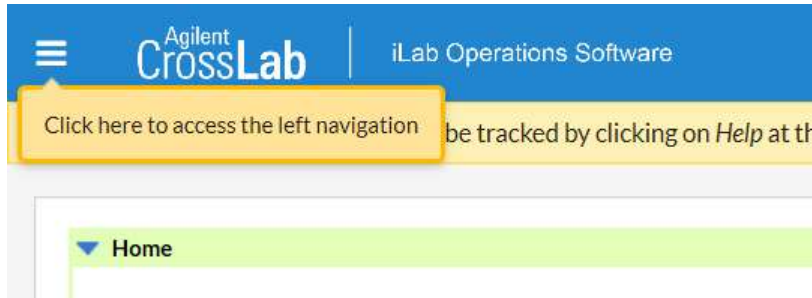 Agilent
CrossLab
iLab Operations Software
Click here to access the left navigation
be tracked by clicking on Help at
Home